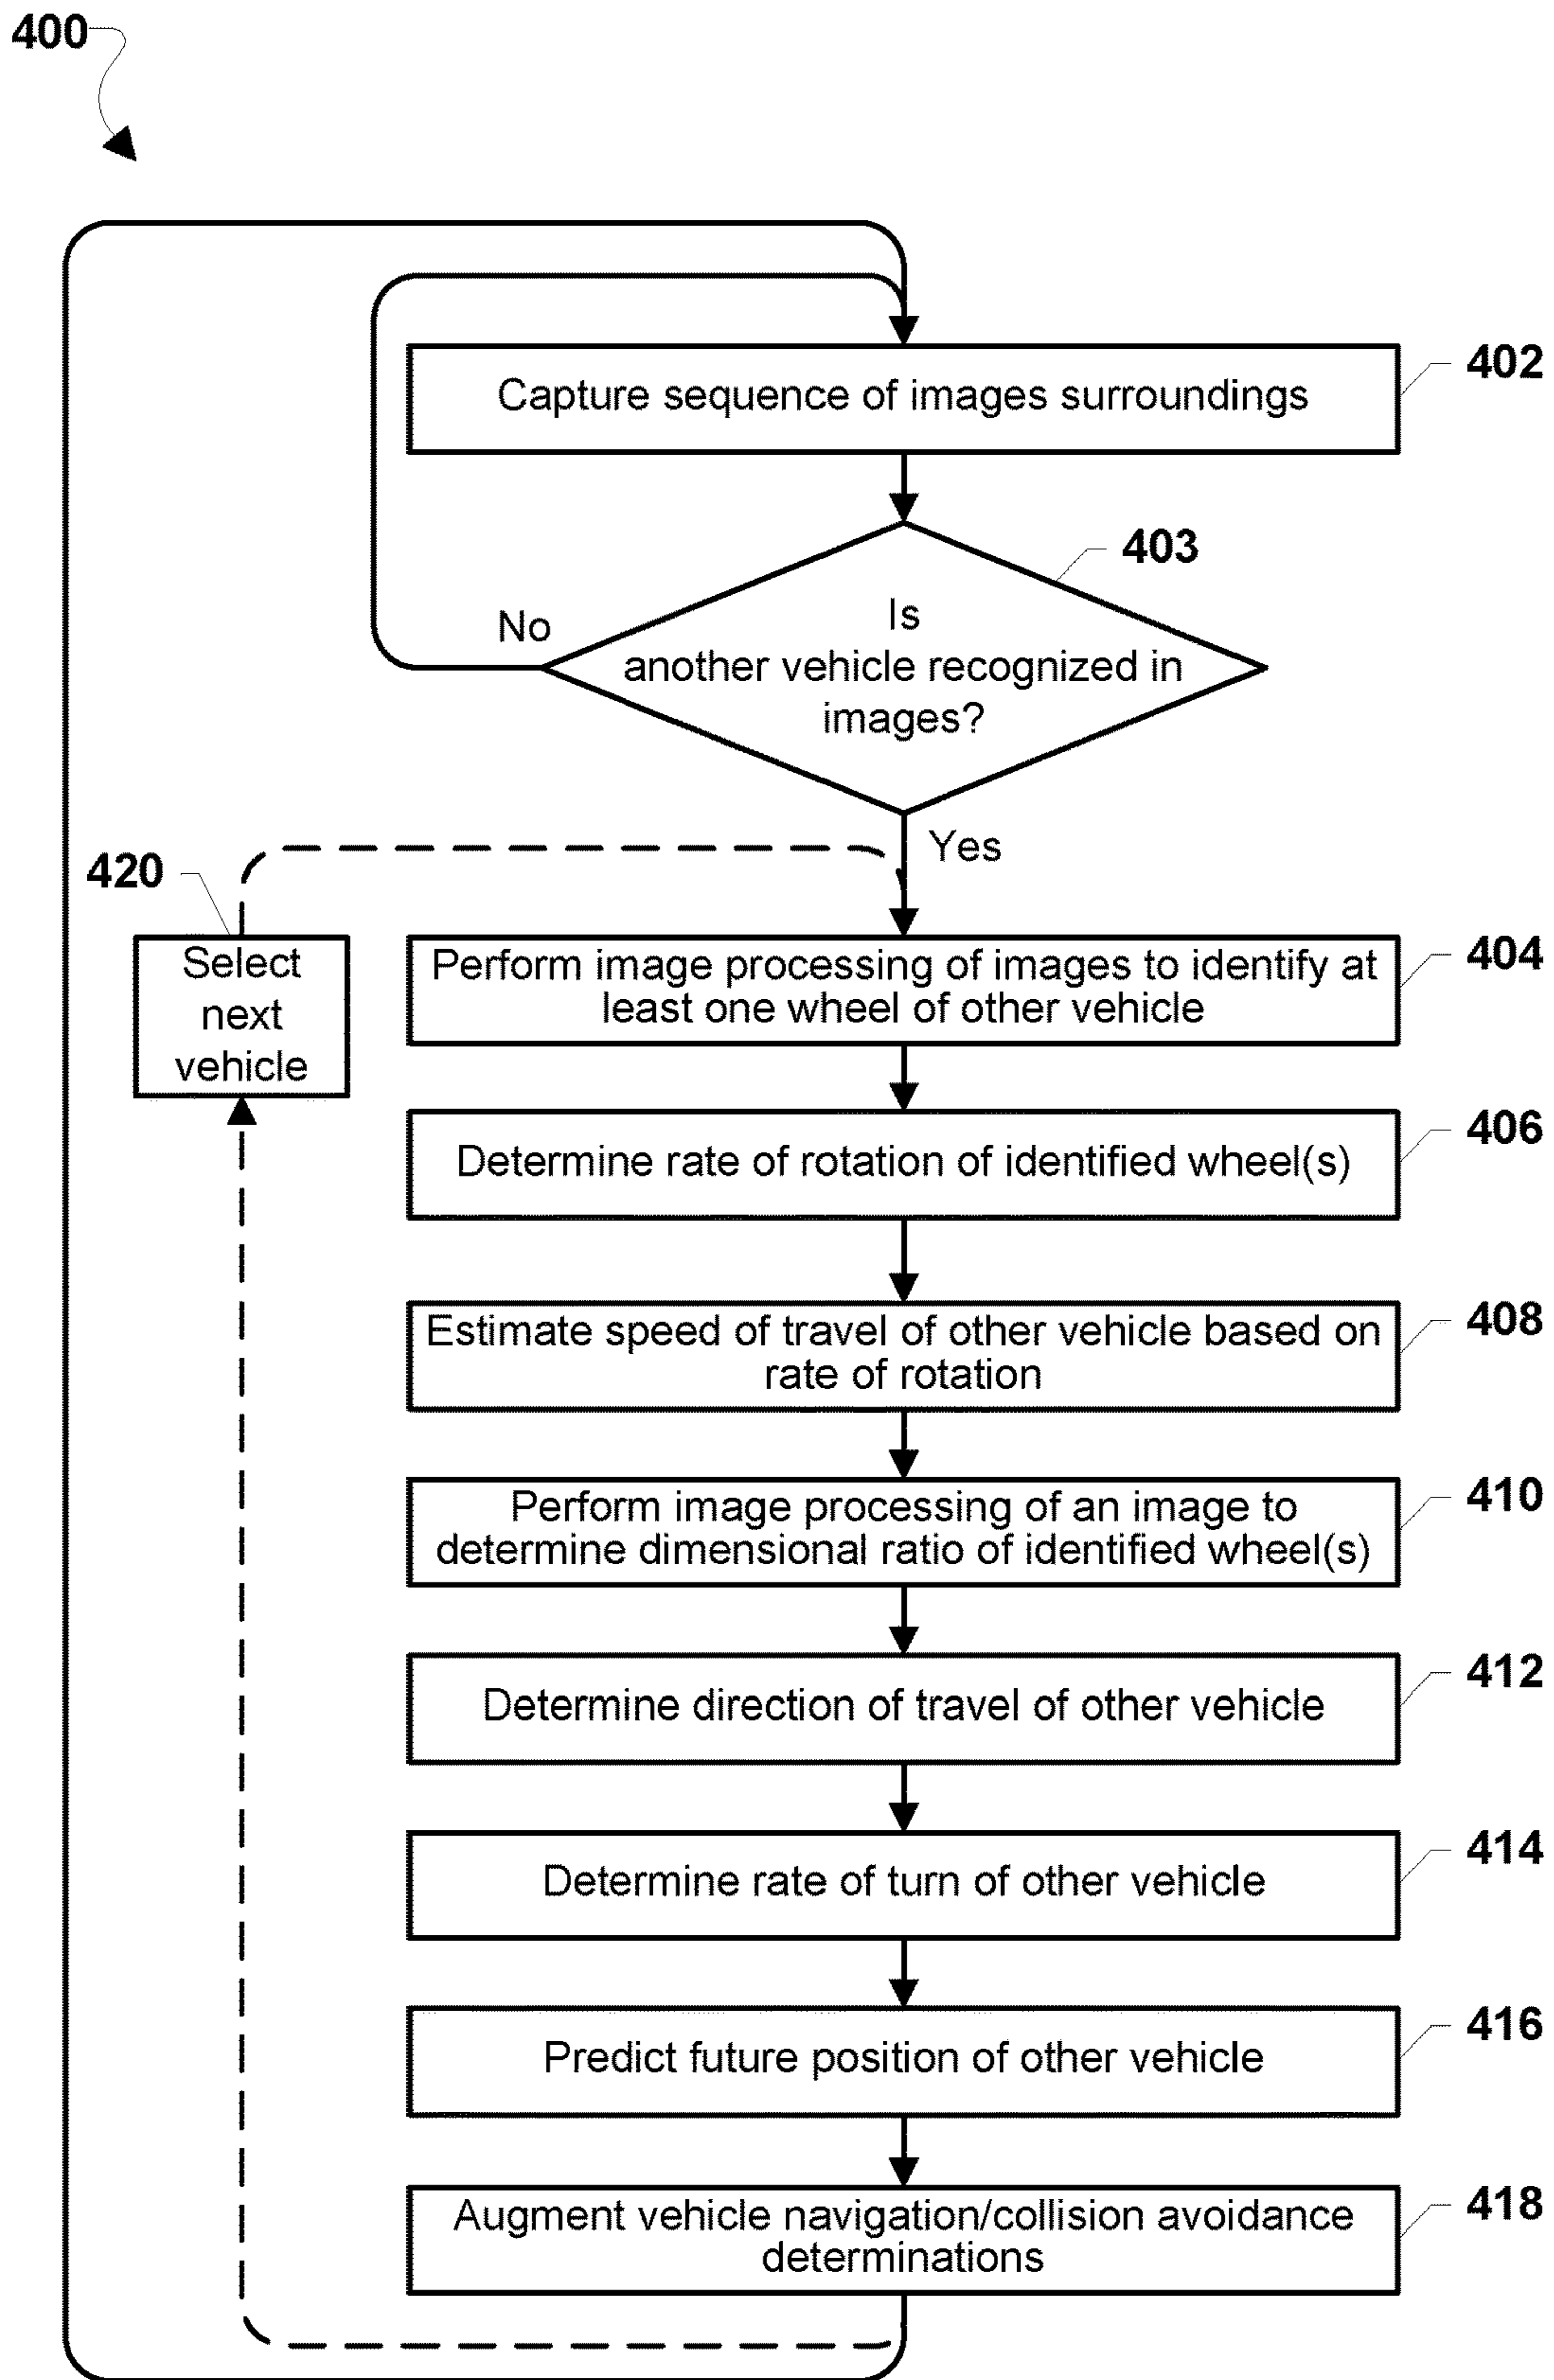 400
Capture sequence of images surroundings
402
403
Is
another vehicle recognized in
images?
No
Yes
420
Select
next
vehicle
Perform image processing of images to identify at
least one wheel of other vehicle
404
Determine rate of rotation of identified wheel(s)
406
Estimate speed of travel of other vehicle based on
rate of rotation
408
Perform image processing of an image to
determine dimensional ratio of identified wheel(s)
410
Determine direction of travel of other vehicle
412
Determine rate of turn of other vehicle
414
Predict future position of other vehicle
416
Augment vehicle navigation/collision avoidance
determinations
418